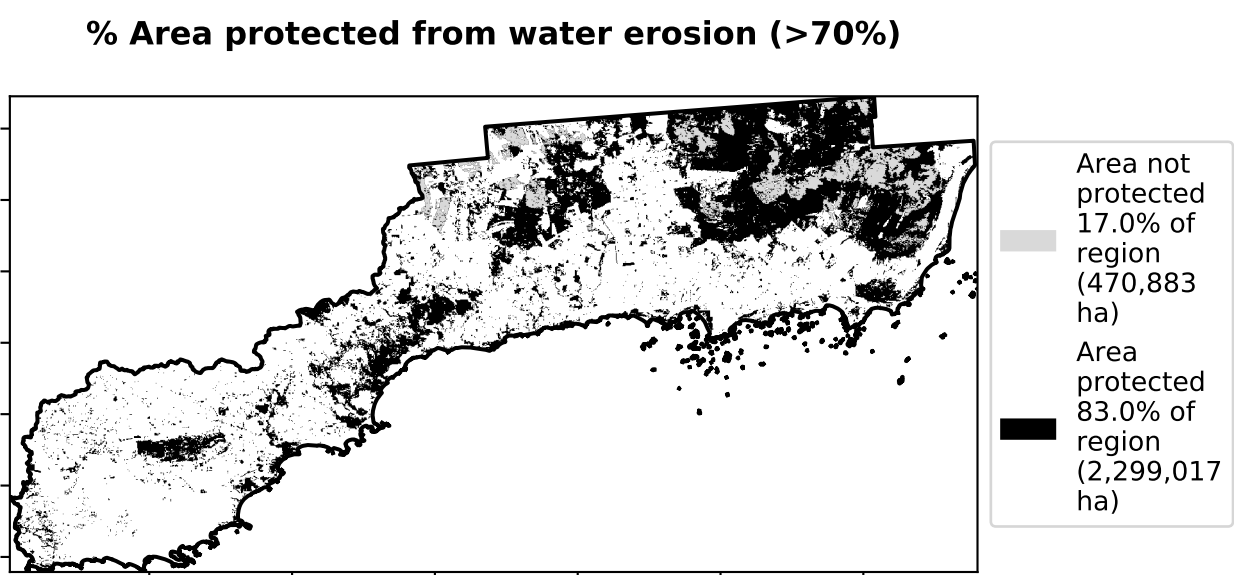 % Area protected from water erosion (>70%)
Area not
protected
17.0% of
region
(470,883
ha)
Area
protected
83.0% of
region
(2,299,017
ha)